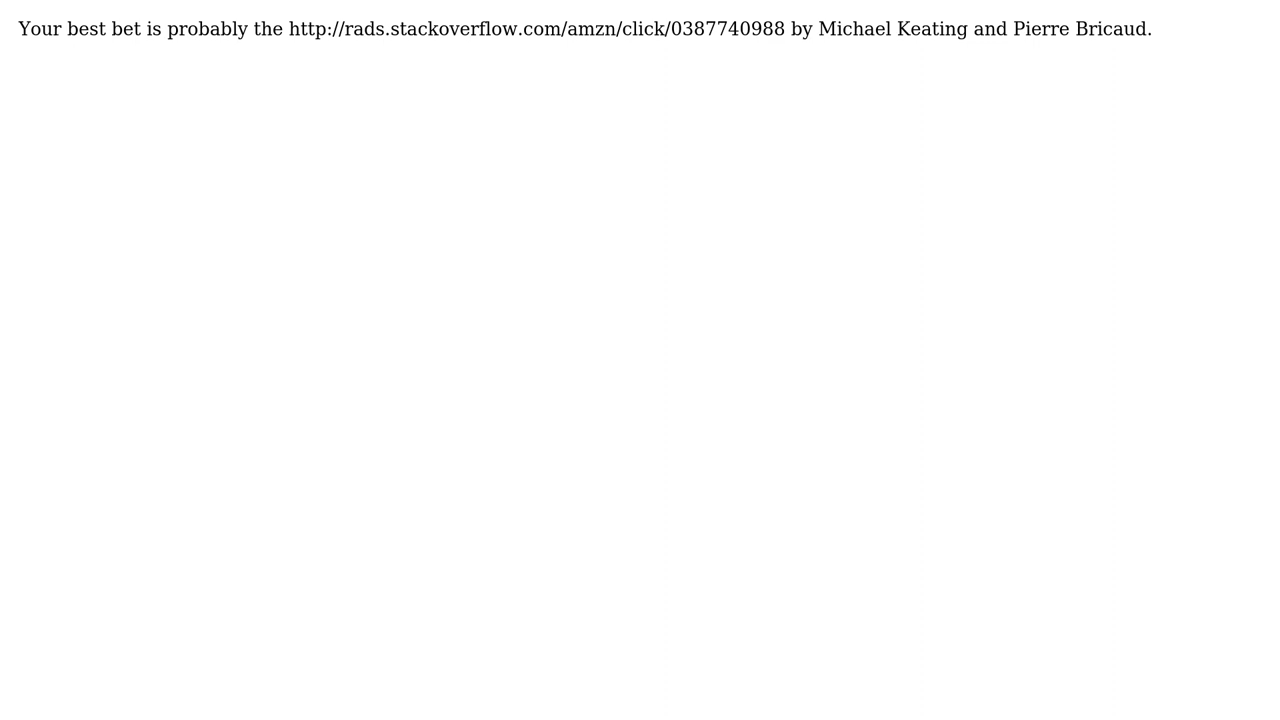 Your best bet is probably the http://rads.stackoverflow.com/amzn/click/0387740988 by Michael Keating and Pierre Bricaud.